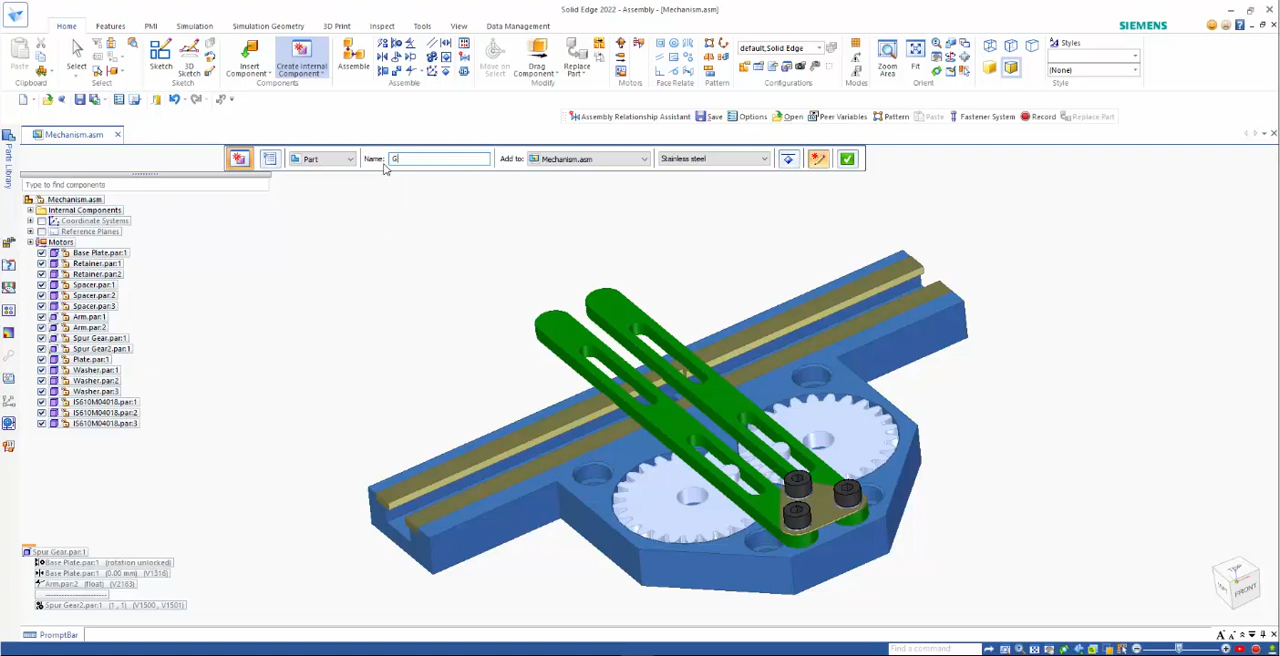 Solid Edge 2022 - Assembly - [Mechanism.asm]
Home Features PMI Simulation Simulation Geometry 3D Print Inspect Tools View Data Management
SIEMENS
Paste
Select
Sketch
3D Sketch
Insert Component
Create Internal Component
Assemble
Move on Select
Drag Component
Replace Part
default,Solid Edge
Zoom Area
Fit
Styles
(None)
Clipboard Select Sketch Components Assemble Modify Motors Face Relate Pattern Configurations Modes Orient Style
Assembly Relationship Assistant Save Options Open Peer Variables Pattern Paste Fastener System Record Replace Part
Mechanism.asm
Parts Library
Part Name: G Add to: Mechanism.asm Stainless steel
Type to find components
Mechanism.asm
Internal Components
Coordinate Systems
Reference Planes
Motors
Base Plate.par:1
Retainer.par:1
Retainer.par:2
Spacer.par:1
Spacer.par:2
Spacer.par:3
Arm.par:1
Arm.par:2
Spur Gear.par:1
Spur Gear2.par:1
Plate.par:1
Washer.par:1
Washer.par:2
Washer.par:3
IS610M04018.par:1
IS610M04018.par:2
IS610M04018.par:3
Spur Gear.par:1
Base Plate.par:1 (rotation unlocked)
Base Plate.par:1 (0.00 mm) (V1316)
Arm.par:2 (float) (V2183)
Spur Gear2.par:1 (1 , 1) (V1500, V1501)
TOP
FRONT
PromptBar
Find a command